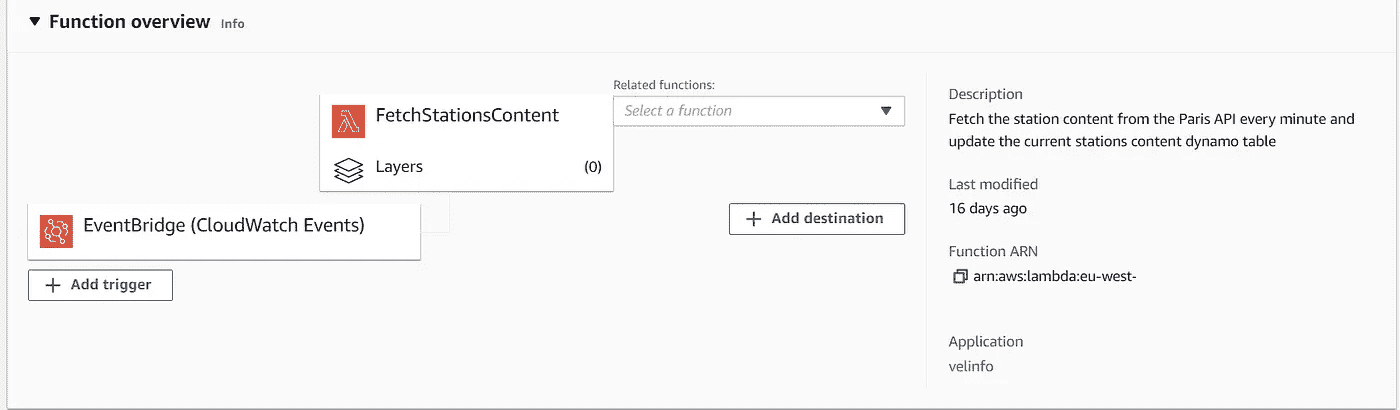 Function overview Info
Related functions:
Select a function
FetchStationsContent
Layers (0)
EventBridge (CloudWatch Events)
Add trigger
Add destination
Description
Fetch the station content from the Paris API every minute and
update the current stations content dynamo table
Last modified
16 days ago
Function ARN
arn:aws:lambda:eu-west-
Application
velinfo